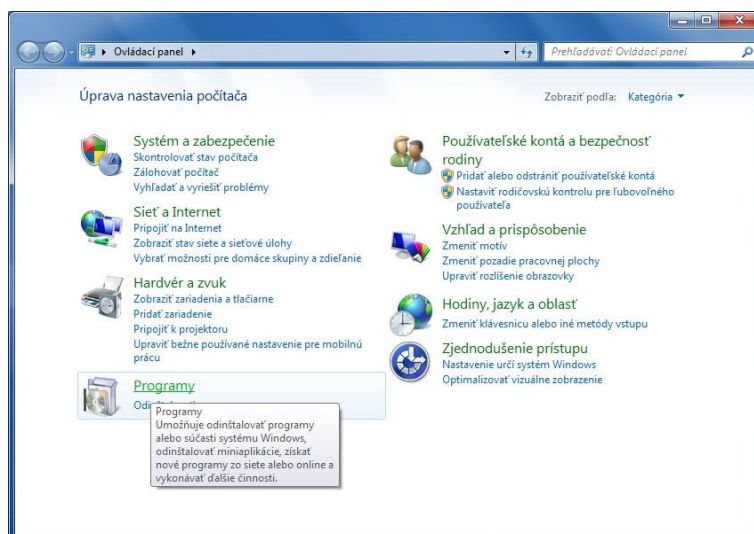 Ovládací panel
Prehľadávať: Ovládací panel
Úprava nastavenia počítača
Zobraziť podľa: Kategória
Systém a zabezpečenie
Skontrolovať stav počítača
Zálohovať počítač
Vyhľadať a vyriešiť problémy
Sieť a Internet
Pripojiť na Internet
Zobraziť stav siete a sieťové úlohy
Vybrať možnosti pre domáce skupiny a zdieľanie
Hardvér a zvuk
Zobraziť zariadenia a tlačiarne
Pridať zariadenie
Pripojiť k projektoru
Upraviť bežne používané nastavenie pre mobilnú
prácu
Programy
Programy
Umožňuje odinštalovať programy
alebo súčasti systému Windows,
odinštalovať miniaplikácie, získať
nové programy zo siete alebo online a
vykonávať ďalšie činnosti.
Používateľské kontá a bezpečnosť
rodiny
Pridať alebo odstrániť používateľské kontá
Nastaviť rodičovskú kontrolu pre ľubovoľného
používateľa
Vzhľad a prispôsobenie
Zmeniť motív
Zmeniť pozadie pracovnej plochy
Upraviť rozlíšenie obrazovky
Hodiny, jazyk a oblasť
Zmeniť klávesnicu alebo iné metódy vstupu
Zjednodušenie prístupu
Nastavenie určí systém Windows
Optimalizovať vizuálne zobrazenie